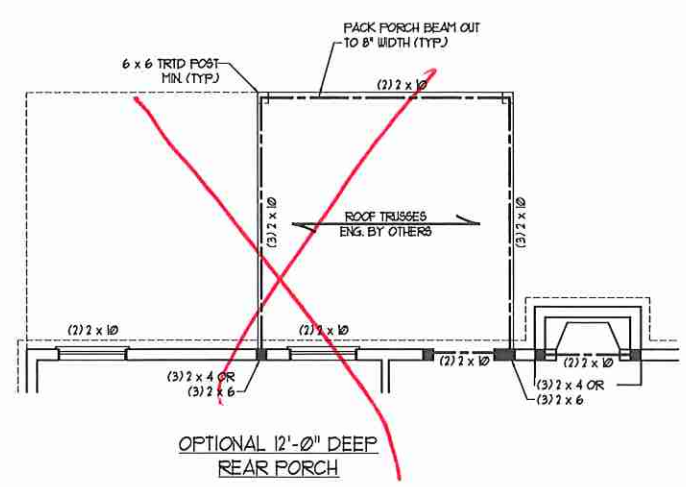 PACK PORCH BEAM OUT
TO 8" WIDTH (TYP.)
6 x 6 TRTD POST
MIN. (TYP.)
(2) 2 x 10
(3) 2 x 10
ROOF TRUSSES
ENG. BY OTHERS
(3) 2 x 10
(2) 2 x 10
(2) 2 x 10
(2) 2 x 10
(2) 2 x 10
(3) 2 x 4 OR
(3) 2 x 6
(3) 2 x 4 OR
(3) 2 x 6
OPTIONAL 12'-0" DEEP
REAR PORCH